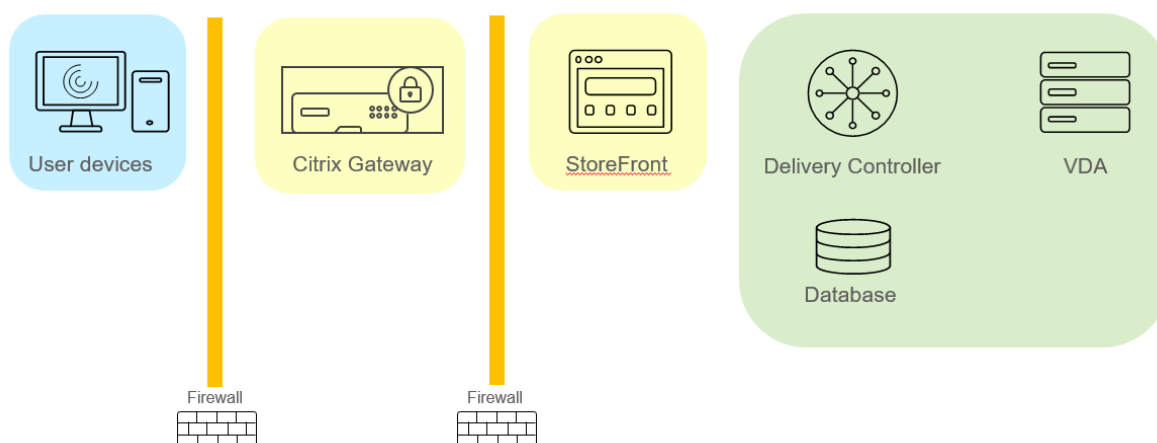 User devices
Citrix Gateway
StoreFront
Delivery Controller
VDA
Database
Firewall
Firewall